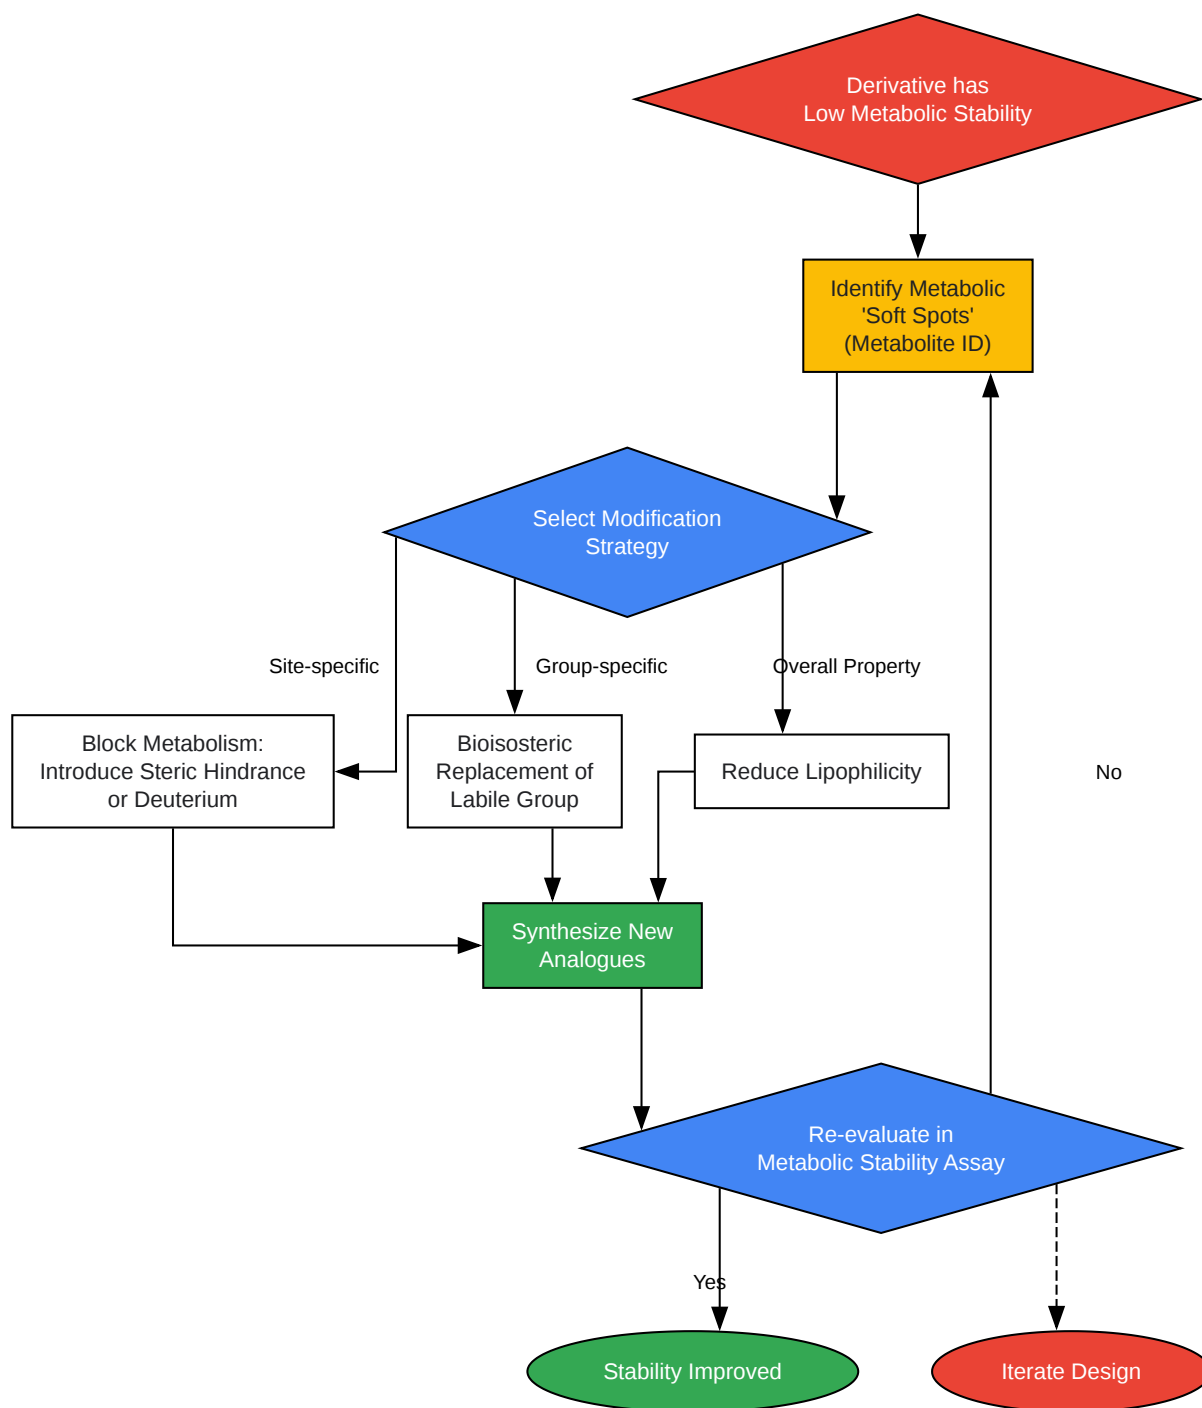 Derivative has
Low Metabolic Stability
Identify Metabolic
'Soft Spots'
(Metabolite ID)
Select Modification
Strategy
Site-specific
Group-specific
Overall Property
Block Metabolism:
Introduce Steric Hindrance
or Deuterium
Bioisosteric
Replacement of
Labile Group
Reduce Lipophilicity
No
Synthesize New
Analogues
Re-evaluate in
Metabolic Stability Assay
Yes
Stability Improved
Iterate Design